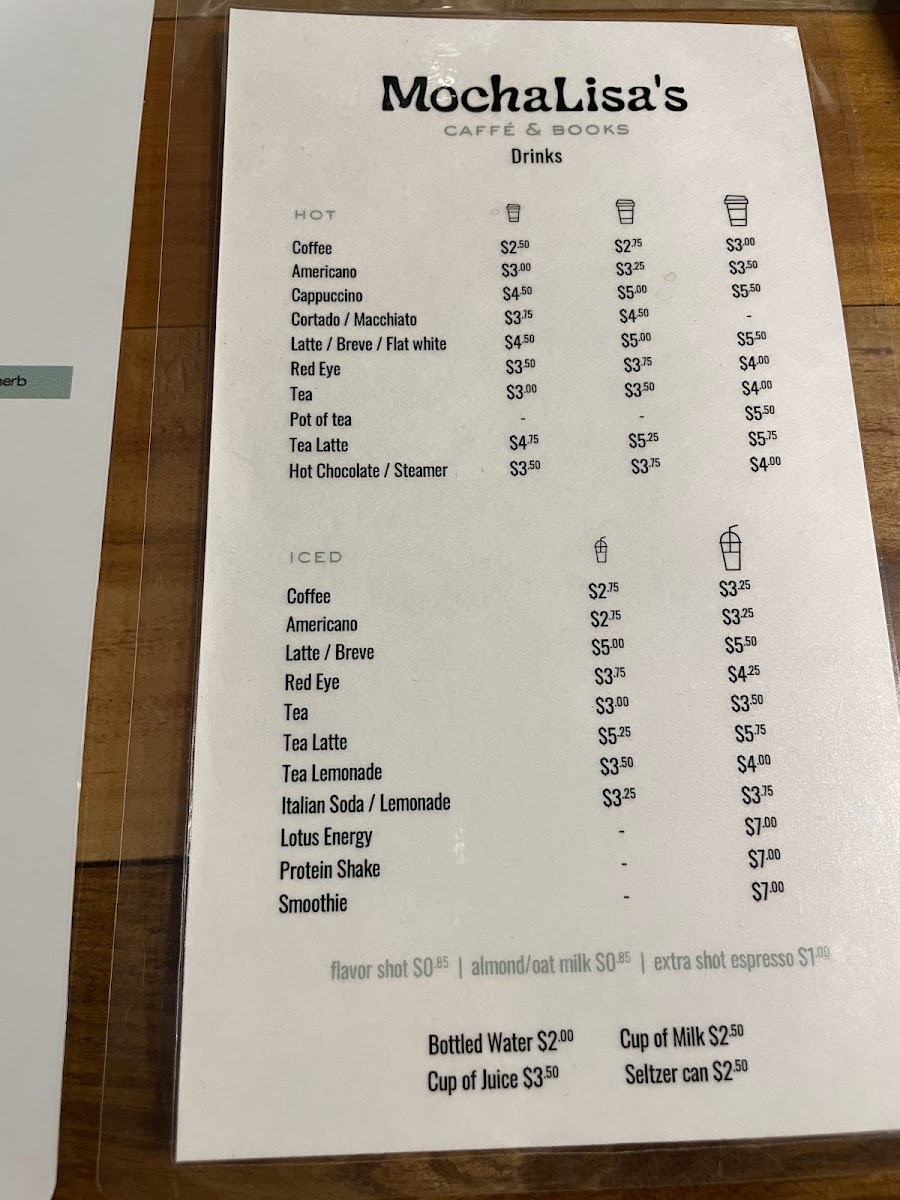 MochaLisa's
CAFFÉ & BOOKS
Drinks
HOT
Coffee $2.50 $2.75 $3.00
Americano $3.00 $3.25 $3.50
Cappuccino $4.50 $5.00 $5.50
Cortado / Macchiato $3.75 $4.50 -
Latte / Breve / Flat white $4.50 $5.00 $5.50
Red Eye $3.50 $3.75 $4.00
Tea $3.00 $3.50 $4.00
Pot of tea - - $5.50
Tea Latte $4.75 $5.25 $5.75
Hot Chocolate / Steamer $3.50 $3.75 $4.00
ICED
Coffee $2.75 $3.25
Americano $2.75 $3.25
Latte / Breve $5.00 $5.50
Red Eye $3.75 $4.25
Tea $3.00 $3.50
Tea Latte $5.25 $5.75
Tea Lemonade $3.50 $4.00
Italian Soda / Lemonade $3.25 $3.75
Lotus Energy - $7.00
Protein Shake - $7.00
Smoothie - $7.00
flavor shot $0.85 | almond/oat milk $0.85 | extra shot espresso $1.00
Bottled Water $2.00 Cup of Milk $2.50
Cup of Juice $3.50 Seltzer can $2.50